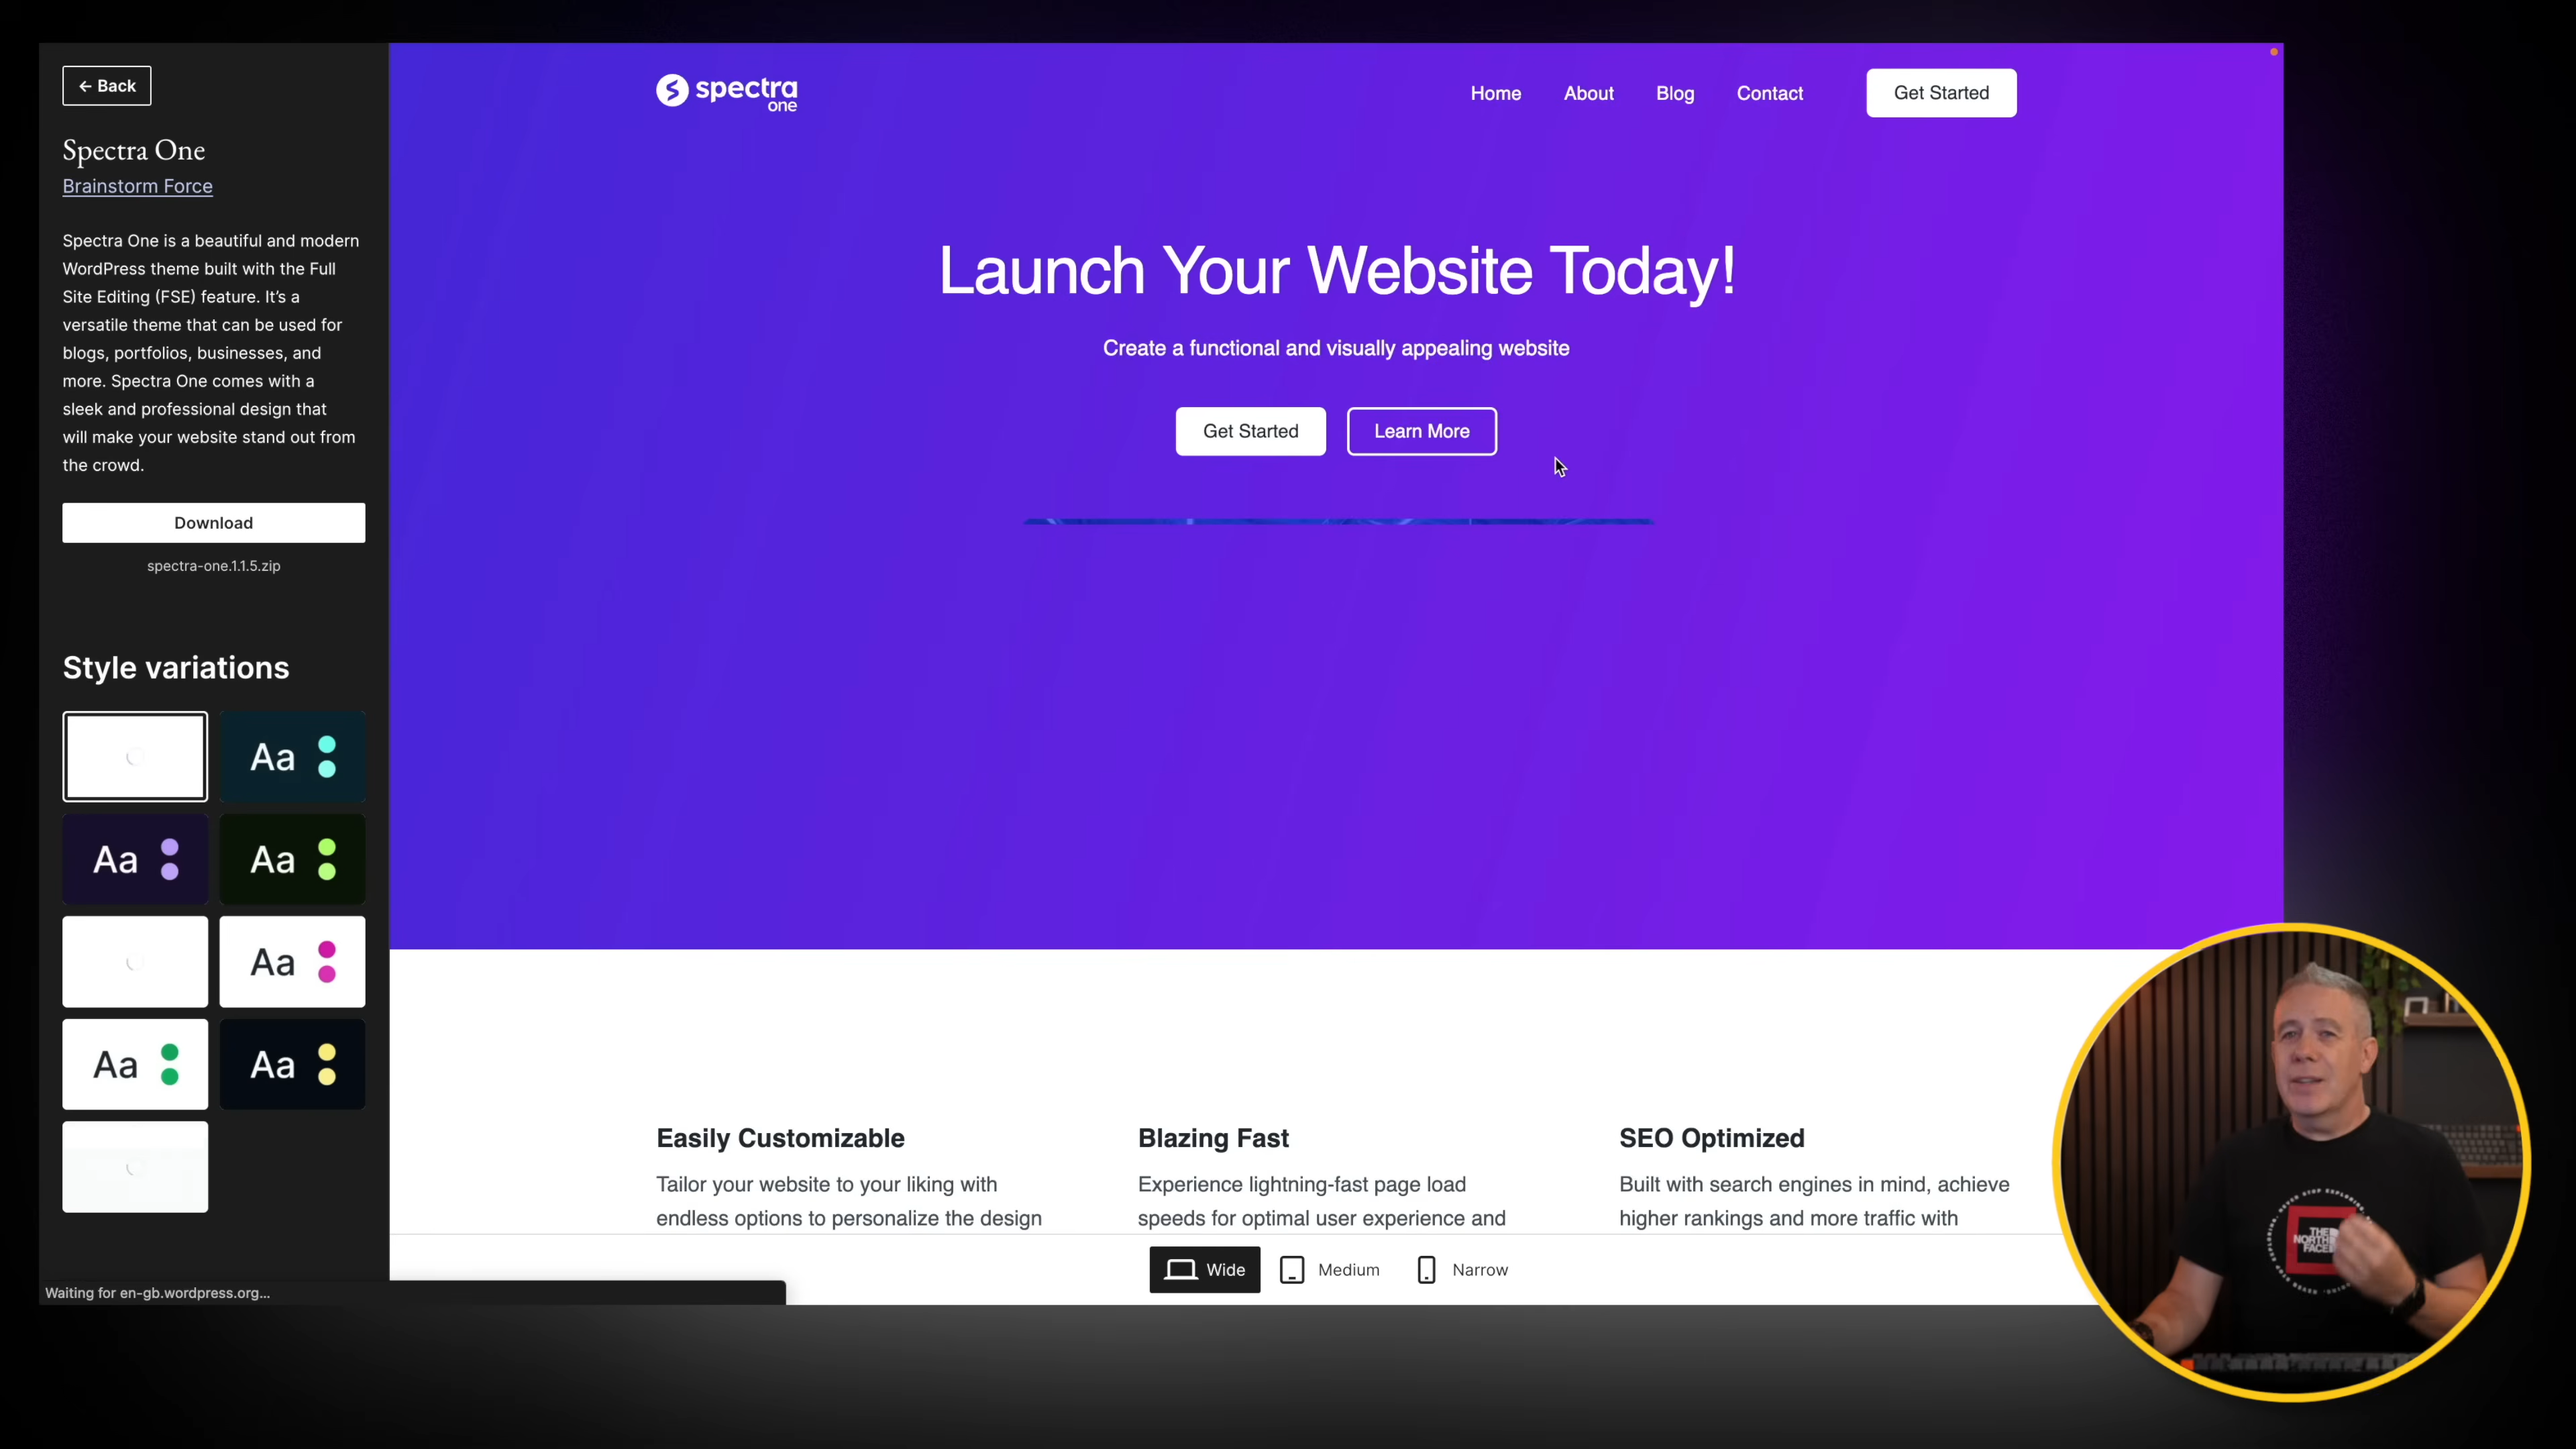 ← Back
Spectra One
Brainstorm Force
Spectra One is a beautiful and modern
WordPress theme built with the Full
Site Editing (FSE) feature. It's a
versatile theme that can be used for
blogs, portfolios, businesses, and
more. Spectra One comes with a
sleek and professional design that
will make your website stand out from
the crowd.
Download
spectra-one.1.1.5.zip
Style variations
Aa
Aa
Aa
Aa
Aa
Aa
Waiting for en-gb.wordpress.org...
spectra
one
Home
About
Blog
Contact
Get Started
Launch Your Website Today!
Create a functional and visually appealing website
Get Started
Learn More
Easily Customizable
Tailor your website to your liking with
endless options to personalize the design
Blazing Fast
Experience lightning-fast page load
speeds for optimal user experience and
SEO Optimized
Built with search engines in mind, achieve
higher rankings and more traffic with
Wide
Medium
Narrow
THE
NORTH
FACE